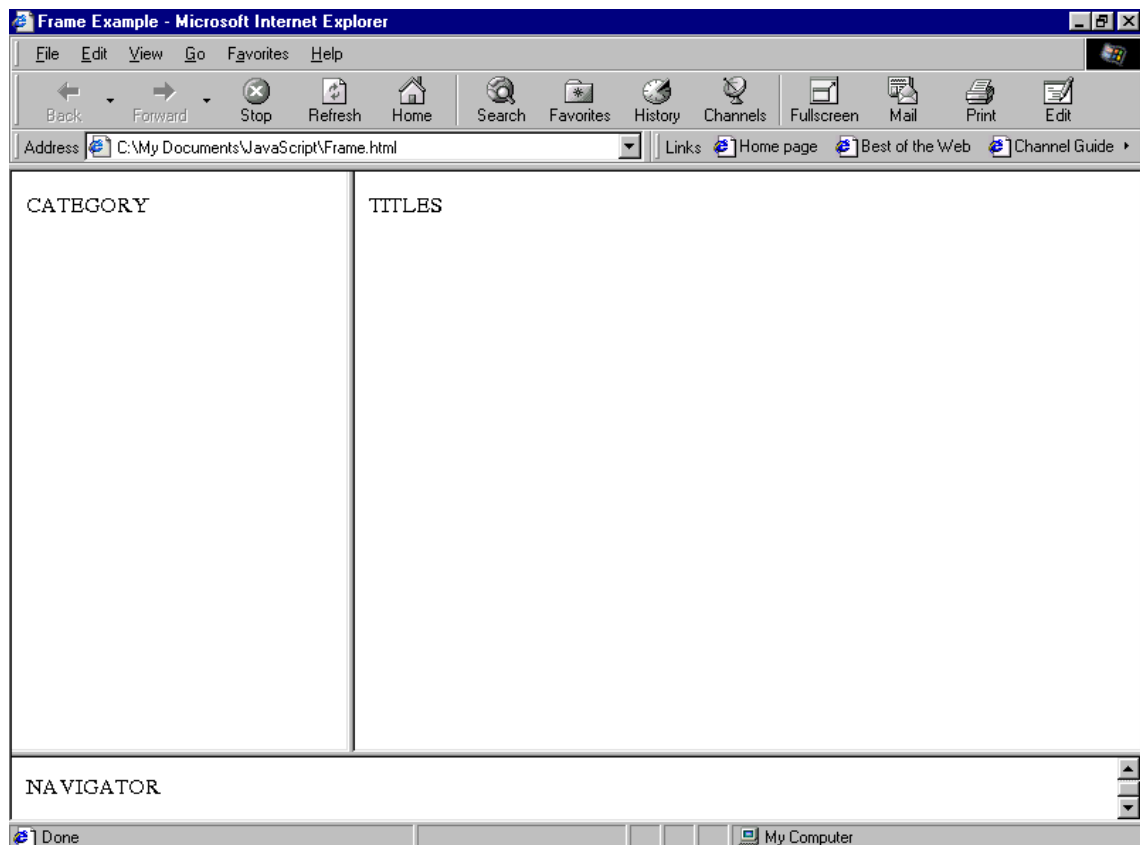 Frame Example - Microsoft Internet Explorer
File Edit View Go Favorites Help
Back Forward Stop Refresh Home Search Favorites History Channels Fullscreen Mail Print Edit
Address C:\My Documents\JavaScript\Frame.html Links Home page Best of the Web Channel Guide
CATEGORY TITLES
NAVIGATOR
Done My Computer